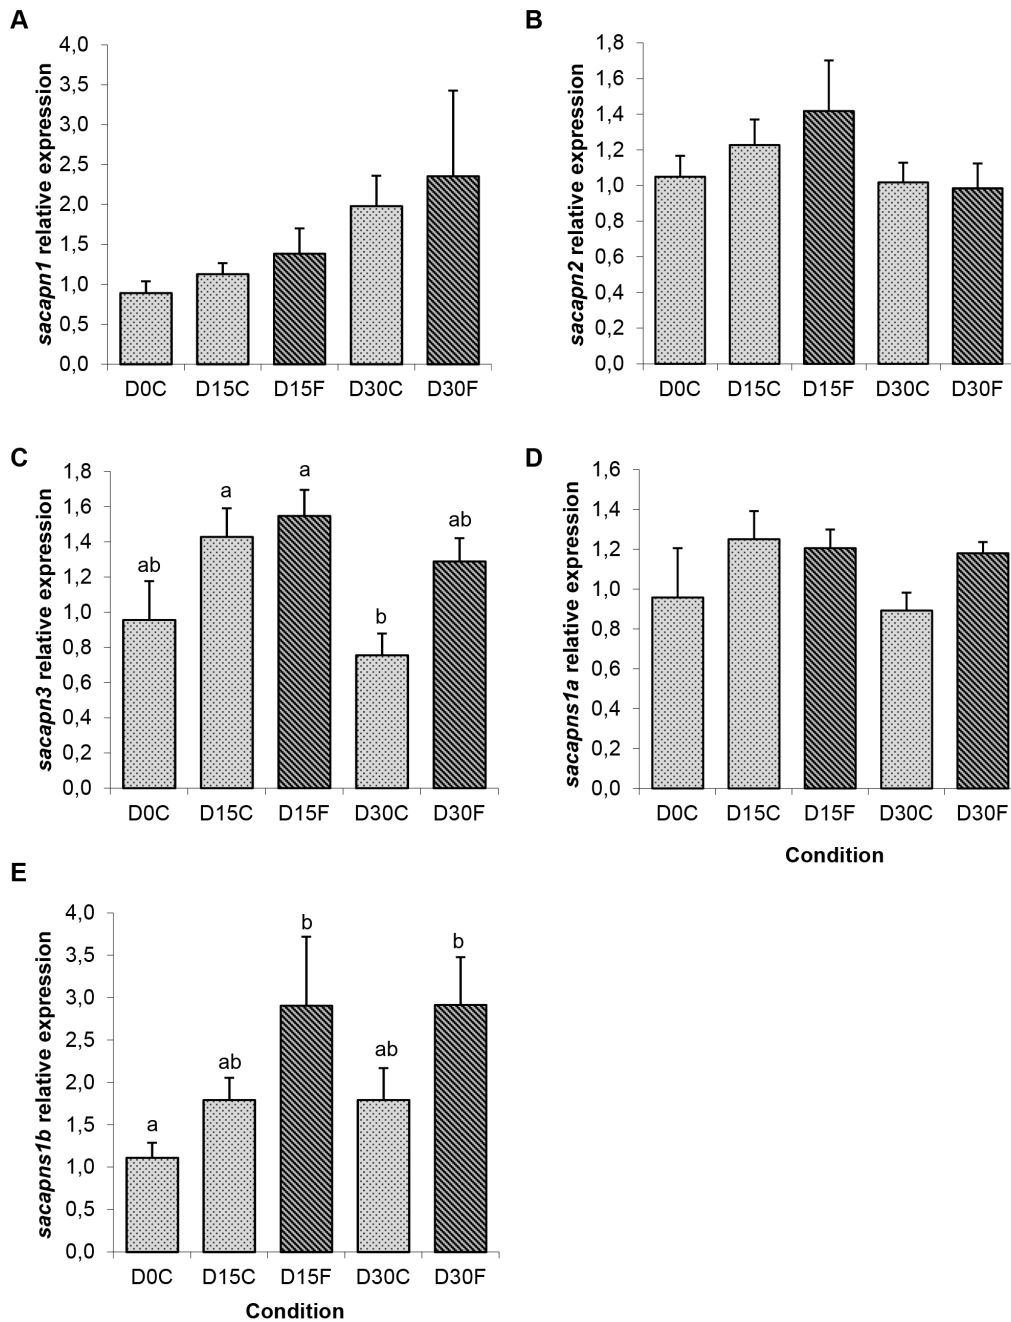 A
sacapn1 relative expression
4,0
3,5
3,0
2,5
2,0
1,5
1,0
0,5
0,0
D0C D15C D15F D30C D30F
B
sacapn2 relative expression
1,8
1,6
1,4
1,2
1,0
0,8
0,6
0,4
0,2
0,0
D0C D15C D15F D30C D30F
C
sacapn3 relative expression
1,8
1,6
1,4
1,2
1,0
0,8
0,6
0,4
0,2
0,0
ab a a b ab
D0C D15C D15F D30C D30F
D
sacapns1a relative expression
1,6
1,4
1,2
1,0
0,8
0,6
0,4
0,2
0,0
D0C D15C D15F D30C D30F
Condition
E
sacapns1b relative expression
4,0
3,5
3,0
2,5
2,0
1,5
1,0
0,5
0,0
a ab b ab b
D0C D15C D15F D30C D30F
Condition